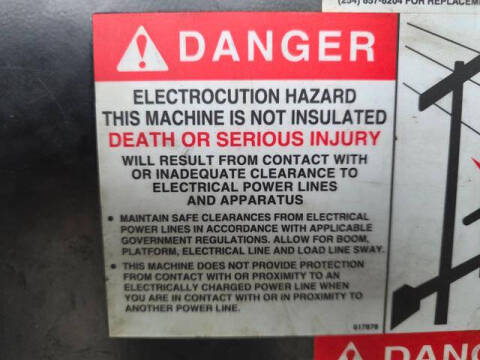 (254) 857-8204 FOR REPLACEME
DANGER
ELECTROCUTION HAZARD
THIS MACHINE IS NOT INSULATED
DEATH OR SERIOUS INJURY
WILL RESULT FROM CONTACT WITH
OR INADEQUATE CLEARANCE TO
ELECTRICAL POWER LINES
AND APPARATUS
• MAINTAIN SAFE CLEARANCES FROM ELECTRICAL
POWER LINES IN ACCORDANCE WITH APPLICABLE
GOVERNMENT REGULATIONS. ALLOW FOR BOOM,
PLATFORM, ELECTRICAL LINE AND LOAD LINE SWAY.
• THIS MACHINE DOES NOT PROVIDE PROTECTION
FROM CONTACT WITH OR PROXIMITY TO AN
ELECTRICALLY CHARGED POWER LINE WHEN
YOU ARE IN CONTACT WITH OR IN PROXIMITY TO
ANOTHER POWER LINE.
DANG